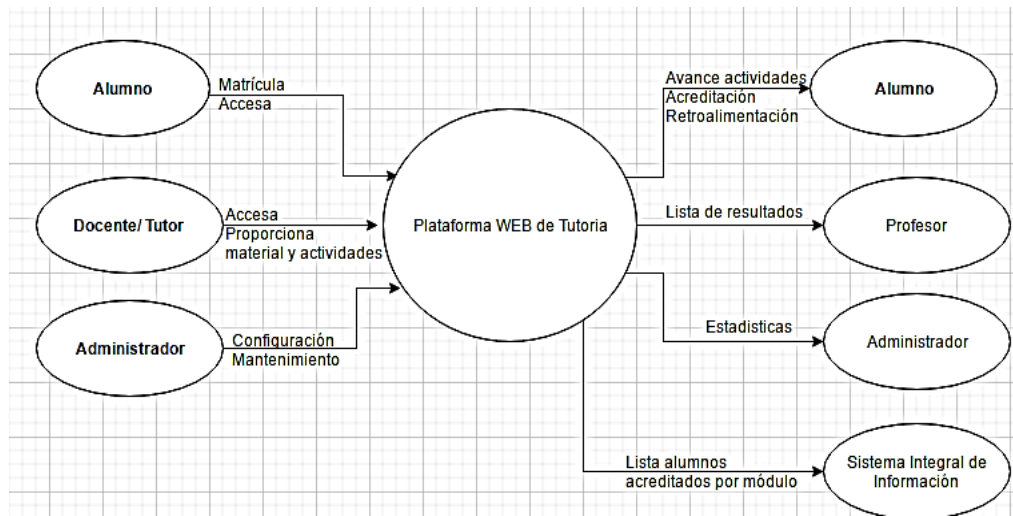 Alumno
Matrícula
Accesa
Docente/ Tutor
Accesa
Proporciona
material y actividades
Administrador
Configuración
Mantenimiento
Plataforma WEB de Tutoria
Avance actividades
Acreditación
Retroalimentación
Alumno
Lista de resultados
Profesor
Estadisticas
Administrador
Lista alumnos
acreditados por módulo
Sistema Integral de
Información